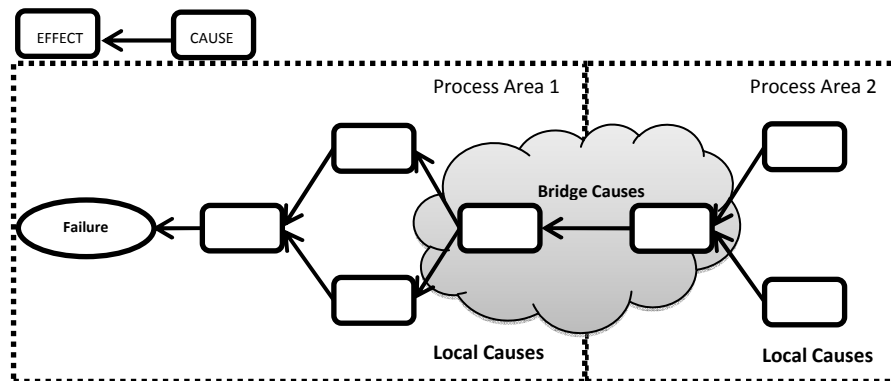 EFFECT
CAUSE
Process Area 1
Process Area 2
Bridge Causes
Failure
Local Causes
Local Causes